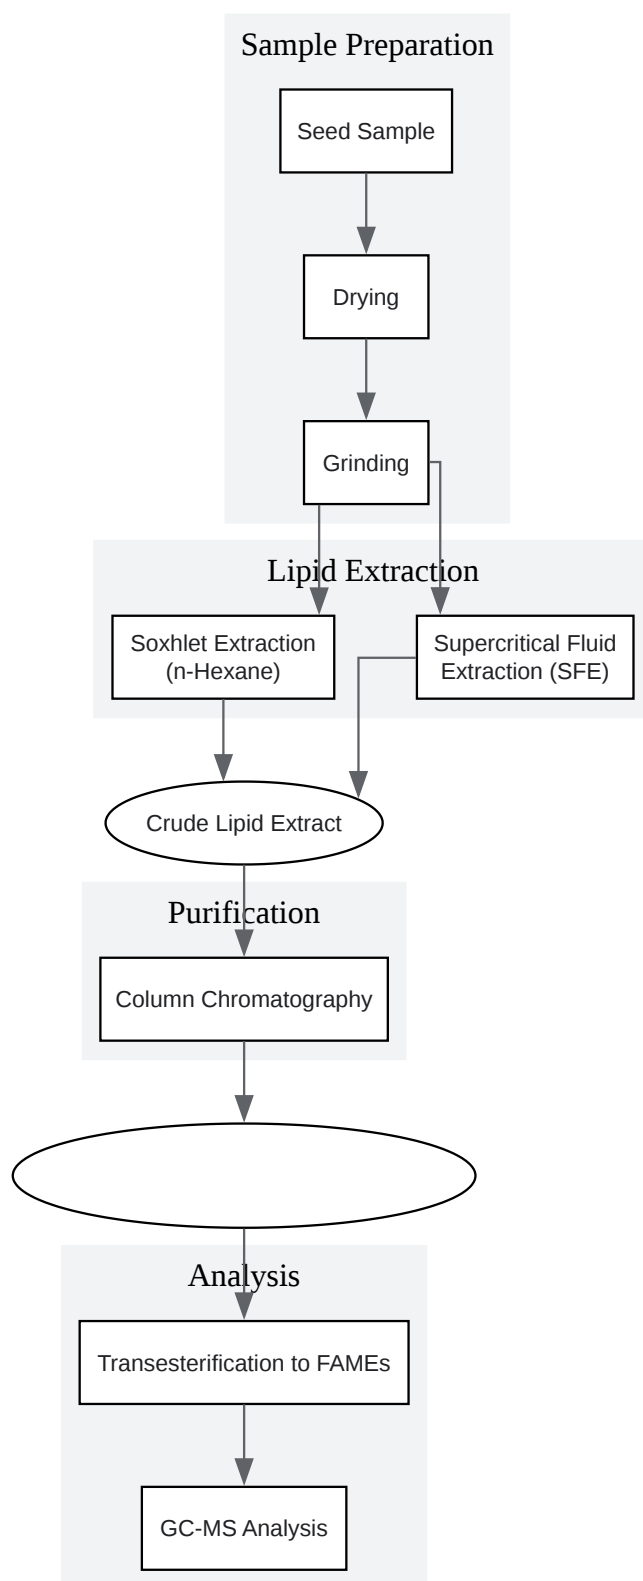 Sample Preparation
Seed Sample
Drying
Grinding
Lipid Extraction
Soxhlet Extraction
(n-Hexane)
Supercritical Fluid
Extraction (SFE)
Crude Lipid Extract
Purification
Column Chromatography
Analysis
Transesterification to FAMEs
GC-MS Analysis